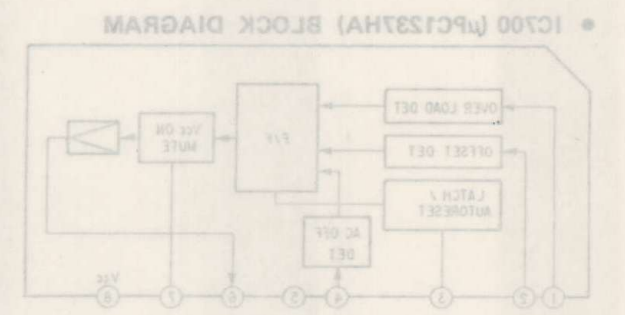 • IC700 (μPC1237HA) BLOCK DIAGRAM
OVER LOAD DET
OFFSET DET
LATCH /
AUTORESET
F/F
AC OFF
DET
Vcc ON
MUTE
Vcc
1 2 3 4 5 6 7 8